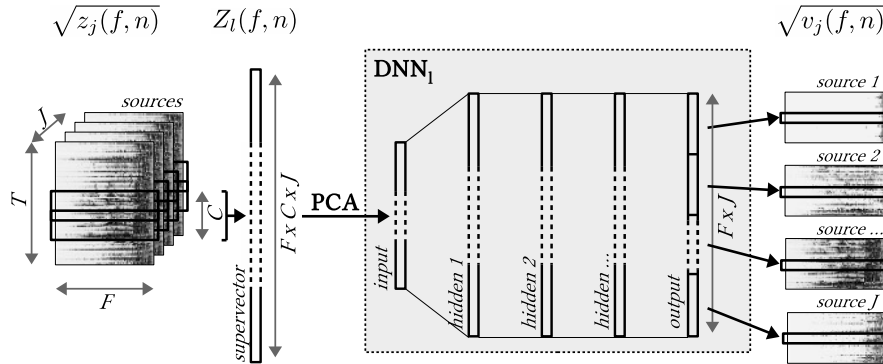 √z_j(f,n)
Z_l(f,n)
√v_j(f,n)
DNN_l
J
sources
T
C
F
supervector
F x C x J
PCA
input
hidden 1
hidden 2
hidden ...
output
F x J
source 1
source 2
source ...
source J